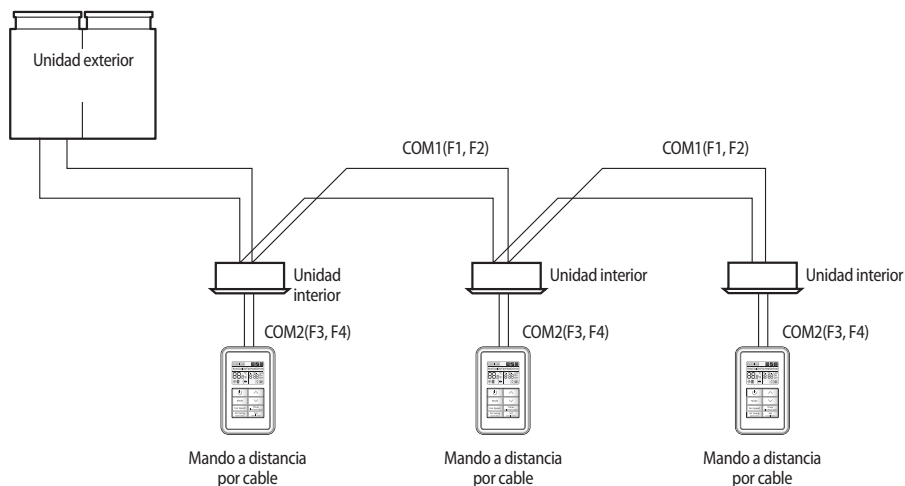 Unidad exterior
COM1(F1, F2)
COM1(F1, F2)
Unidad
interior
Unidad interior
Unidad interior
COM2(F3, F4)
COM2(F3, F4)
COM2(F3, F4)
Mando a distancia
por cable
Mando a distancia
por cable
Mando a distancia
por cable